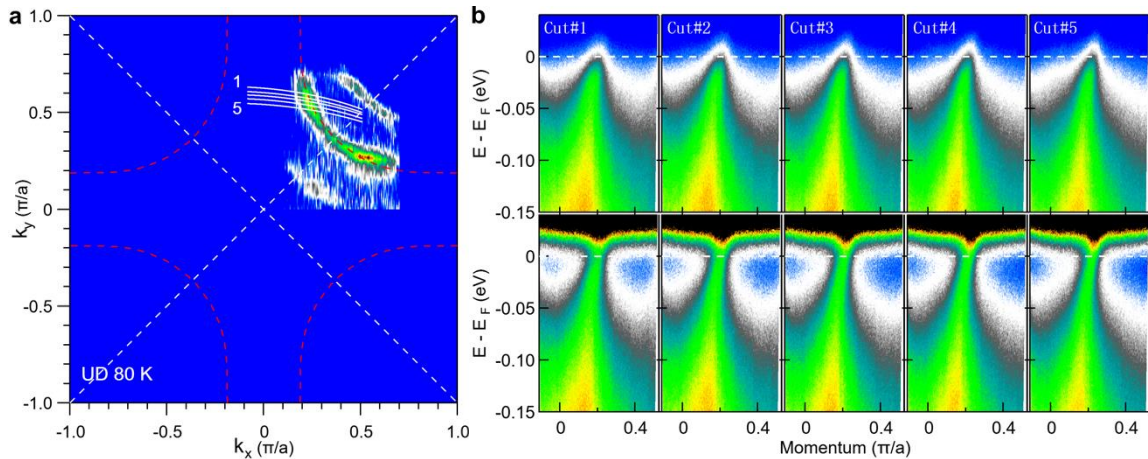 a
1.0
0.5
0
-0.5
-1.0
k_y (π/a)
1
5
UD 80 K
-1.0 -0.5 0 0.5 1.0
k_x (π/a)
b
Cut#1 Cut#2 Cut#3 Cut#4 Cut#5
0
-0.05
-0.10
-0.15
E - E_F (eV)
0
-0.05
-0.10
-0.15
E - E_F (eV)
0 0.4 0 0.4 0 0.4 0 0.4 0 0.4
Momentum (π/a)